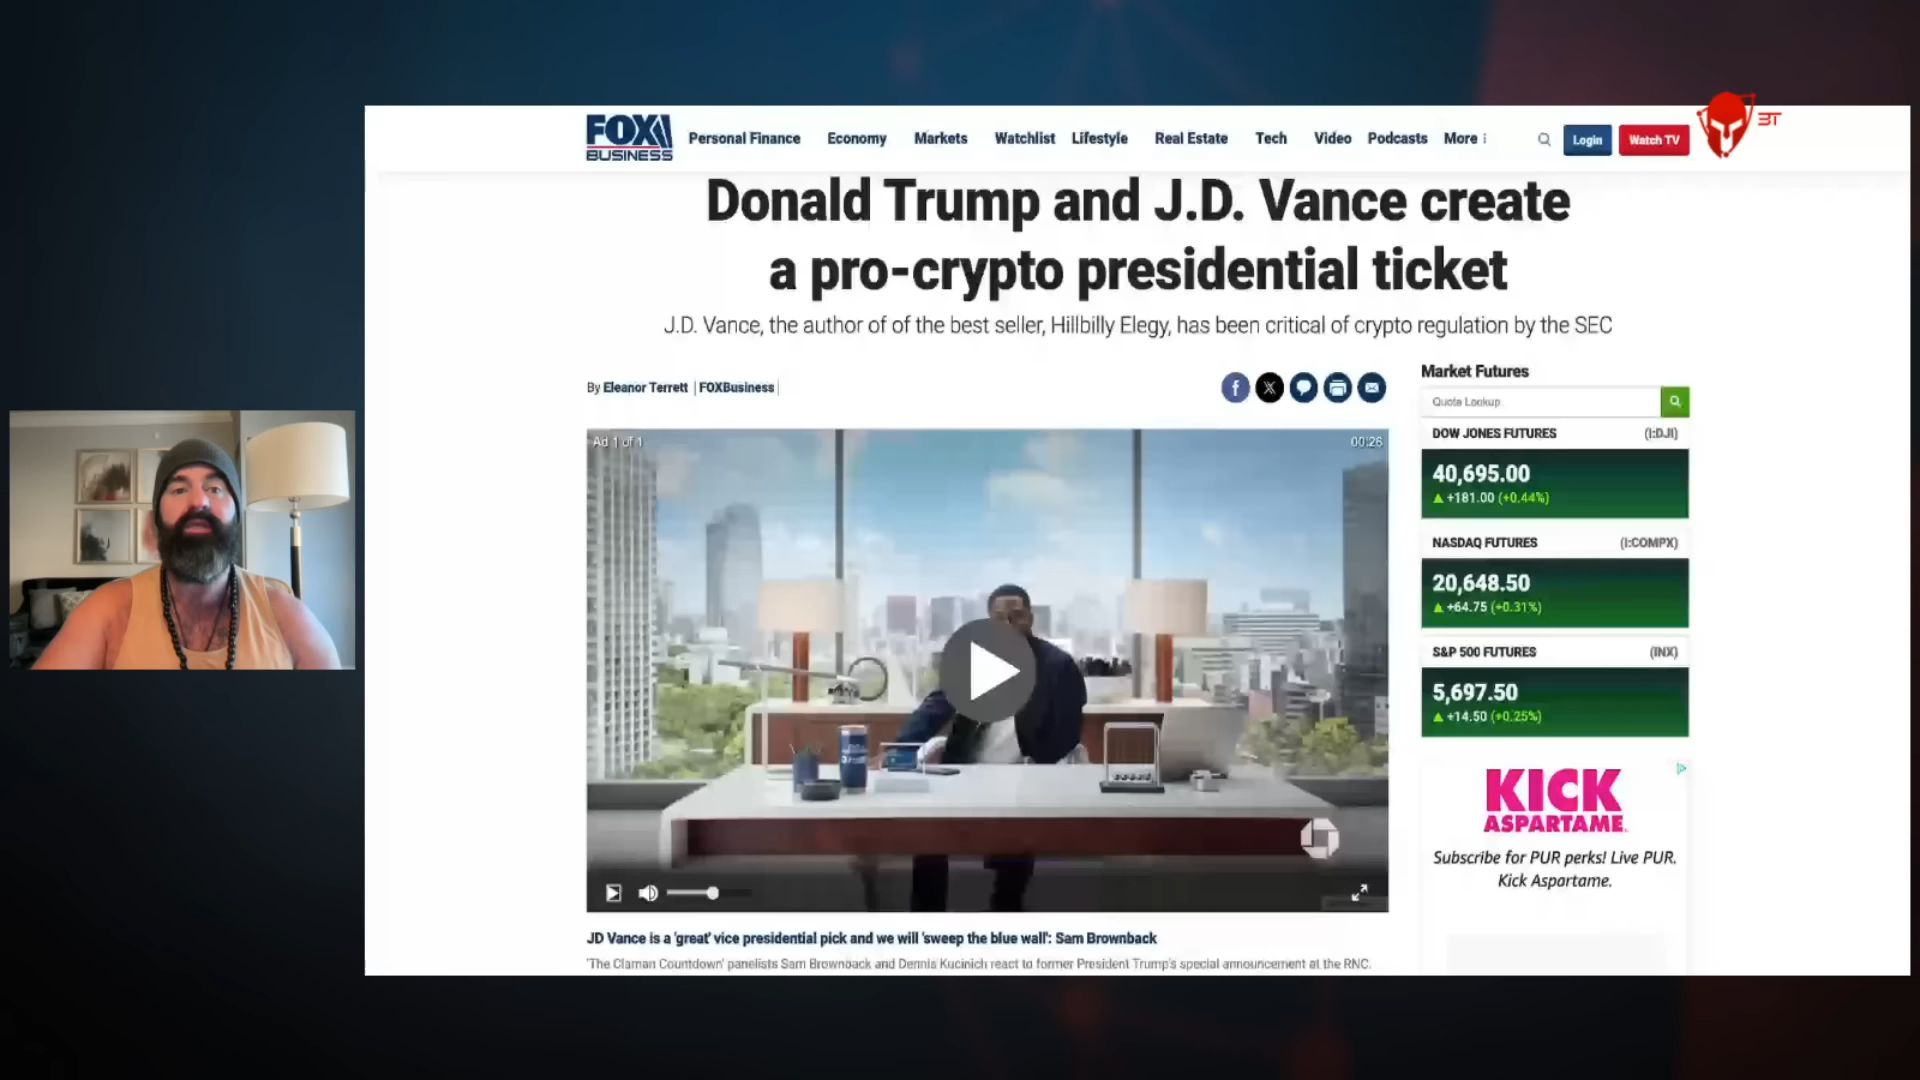 FOX
BUSINESS
Personal Finance Economy Markets Watchlist Lifestyle Real Estate Tech Video Podcasts More
Login
Watch TV
3T
Donald Trump and J.D. Vance create
a pro-crypto presidential ticket
J.D. Vance, the author of of the best seller, Hillbilly Elegy, has been critical of crypto regulation by the SEC
By Eleanor Terrett | FOXBusiness
Market Futures
Quote Lookup
DOW JONES FUTURES (I:DJI)
40,695.00
+181.00 (+0.44%)
NASDAQ FUTURES (I:COMPX)
20,648.50
+64.75 (+0.31%)
S&P 500 FUTURES (INX)
5,697.50
+14.50 (+0.25%)
Ad 1 of 1
00:26
KICK
ASPARTAME.
Subscribe for PUR perks! Live PUR.
Kick Aspartame.
JD Vance is a 'great' vice presidential pick and we will 'sweep the blue wall': Sam Brownback
'The Claman Countdown' panelists Sam Brownback and Dennis Kucinich react to former President Trump's special announcement at the RNC.